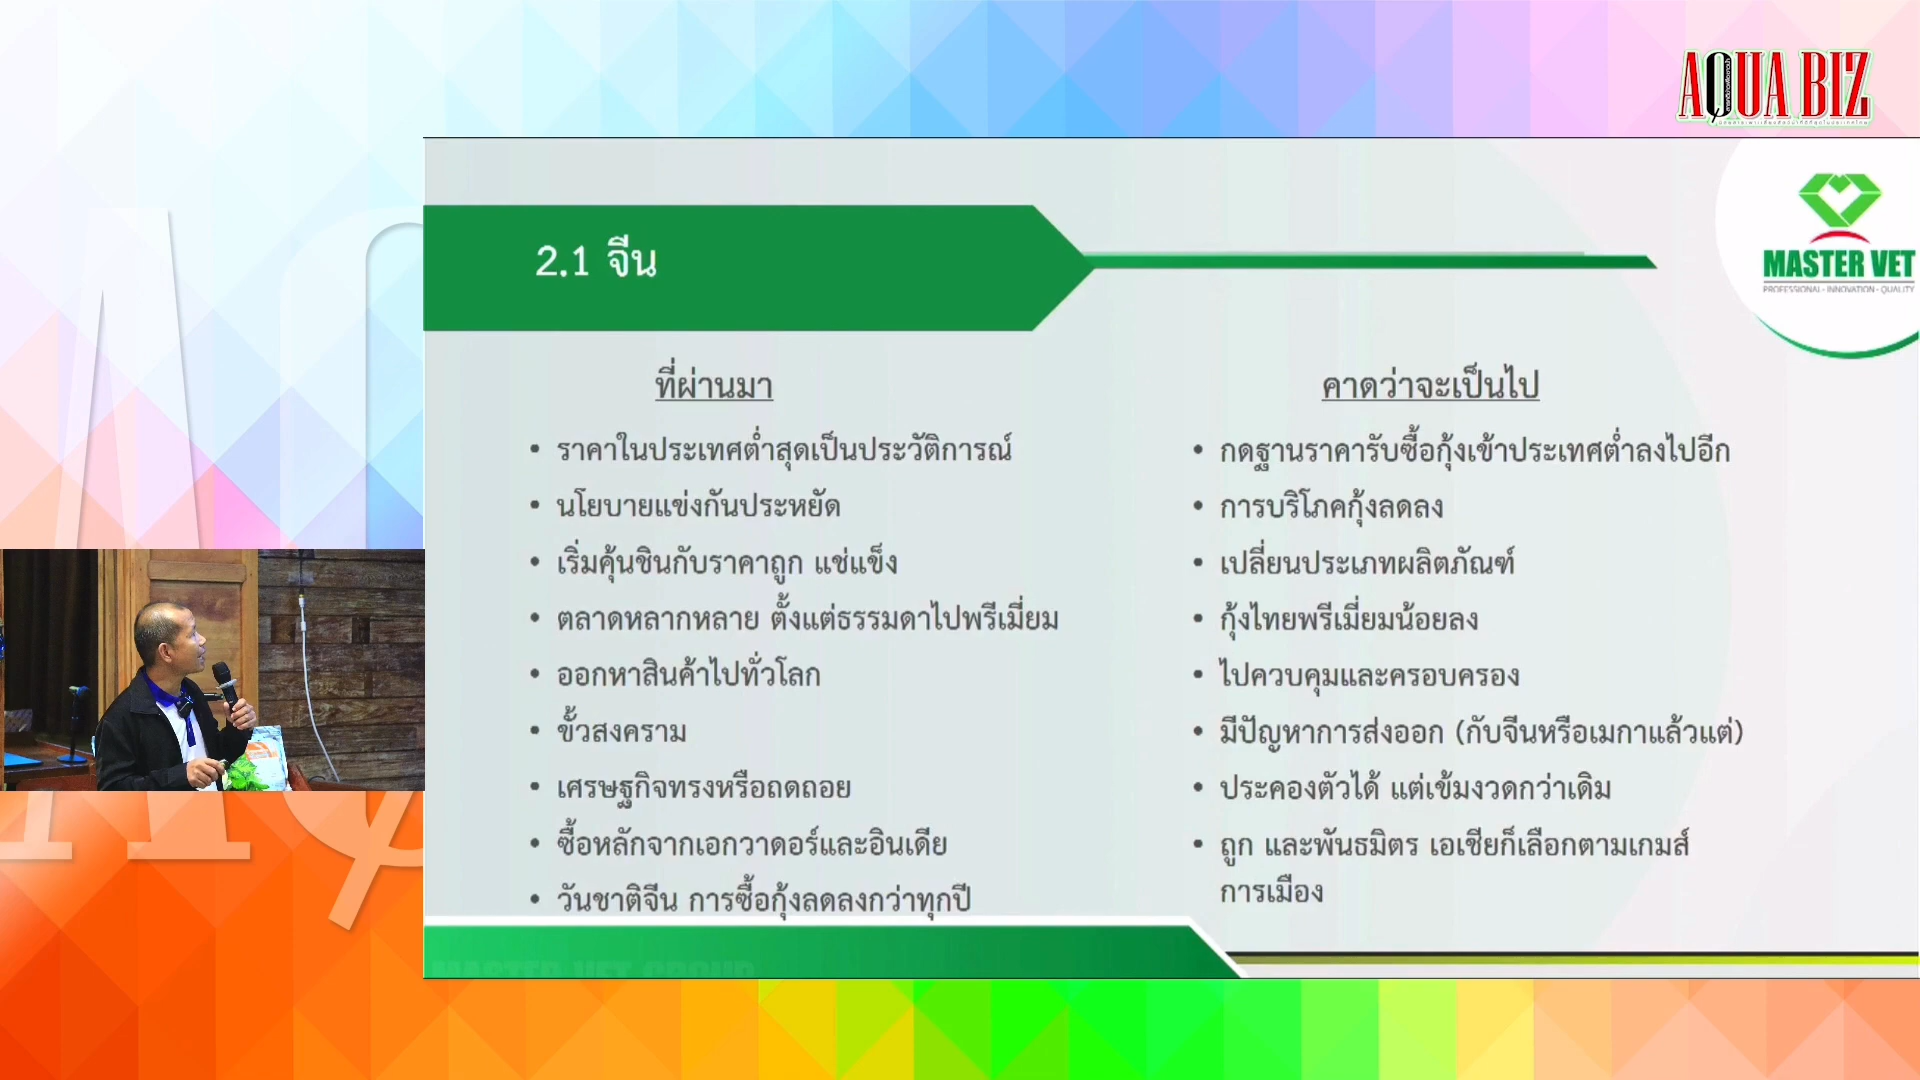 AQUA BIZ
MASTER VET
PROFESSIONAL - INNOVATION - QUALITY
2.1 จีน
ที่ผ่านมา
• ราคาในประเทศต่ำสุดเป็นประวัติการณ์
• นโยบายแข่งกันประหยัด
• เริ่มคุ้นชินกับราคาถูก แช่แข็ง
• ตลาดหลากหลาย ตั้งแต่ธรรมดาไปพรีเมี่ยม
• ออกหาสินค้าไปทั่วโลก
• ขั้วสงคราม
• เศรษฐกิจทรงหรือถดถอย
• ซื้อหลักจากเอกวาดอร์และอินเดีย
• วันชาติจีน การซื้อกุ้งลดลงกว่าทุกปี
คาดว่าจะเป็นไป
• กดฐานราคารับซื้อกุ้งเข้าประเทศต่ำลงไปอีก
• การบริโภคกุ้งลดลง
• เปลี่ยนประเภทผลิตภัณฑ์
• กุ้งไทยพรีเมี่ยมน้อยลง
• ไปควบคุมและครอบครอง
• มีปัญหาการส่งออก (กับจีนหรือเมกาแล้วแต่)
• ประคองตัวได้ แต่เข้มงวดกว่าเดิม
• ถูก และพันธมิตร เอเชียก็เลือกตามเกมส์
การเมือง
MASTER VET GROUP